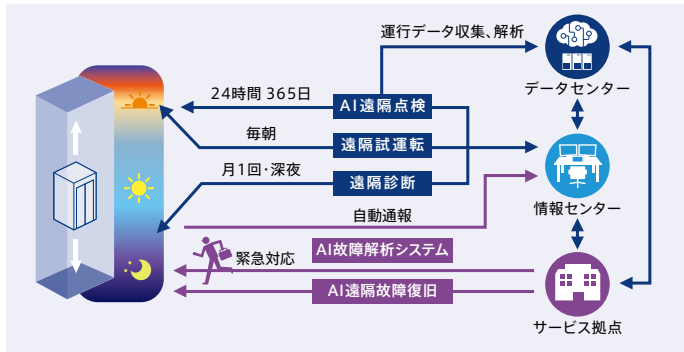 運行データ収集、解析
データセンター
24時間 365日
AI遠隔点検
毎朝
遠隔試運転
月1回・深夜
遠隔診断
情報センター
自動通報
緊急対応
AI故障解析システム
AI遠隔故障復旧
サービス拠点